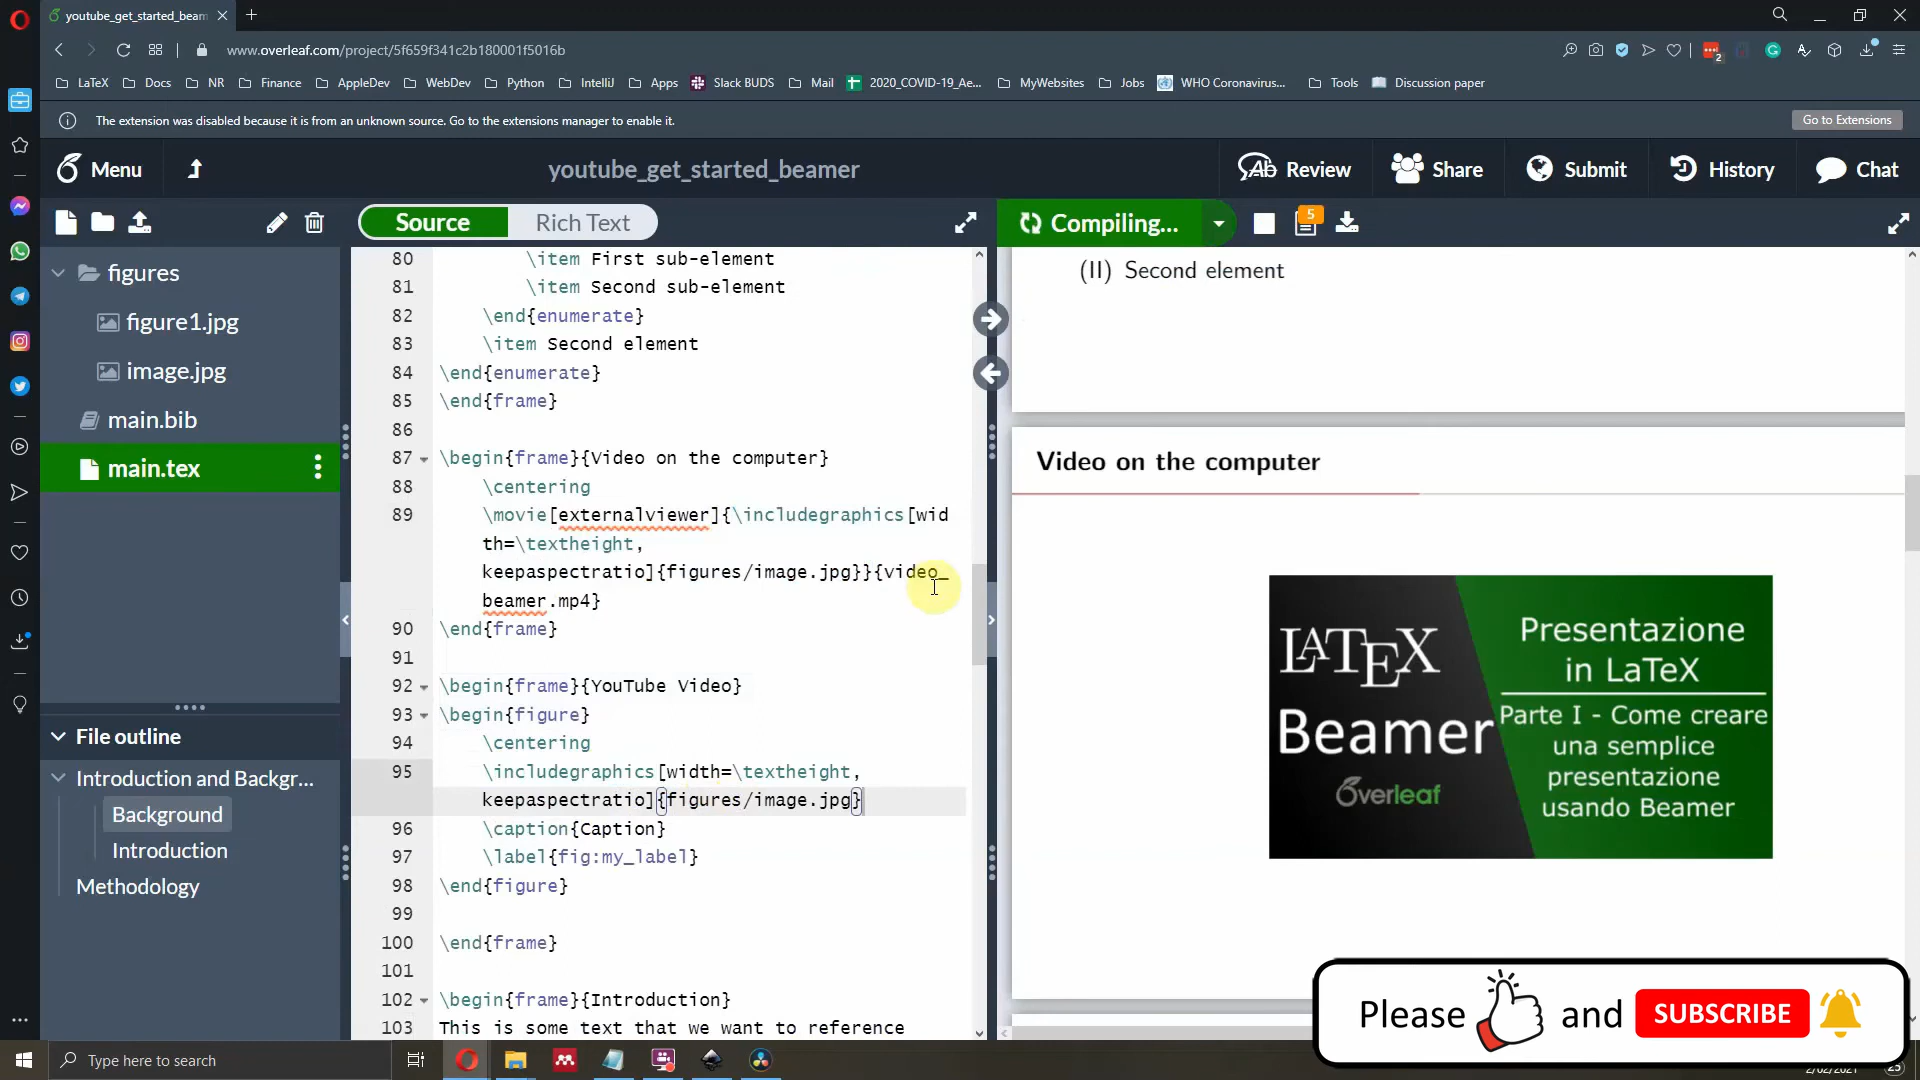 youtube_get_started_beam
www.overleaf.com/project/5f659f341c2b180001f5016b
2
LaTeX Docs NR Finance AppleDev WebDev Python IntelliJ Apps Slack BUDS Mail 2020_COVID-19_Ae... MyWebsites Jobs WHO Coronavirus... Tools Discussion paper
The extension was disabled because it is from an unknown source. Go to the extensions manager to enable it.
Go to Extensions
Menu
youtube_get_started_beamer
Ab Review Share Submit History Chat
Source Rich Text
Compiling...
5
figures
figure1.jpg
image.jpg
main.bib
main.tex
File outline
Introduction and Backgr...
Background
Introduction
Methodology
80 \item First sub-element
81 \item Second sub-element
82 \end{enumerate}
83 \item Second element
84 \end{enumerate}
85 \end{frame}
86
87 \begin{frame}{Video on the computer}
88 \centering
89 \movie[externalviewer]{\includegraphics[wid
th=\textheight,
keepaspectratio]{figures/image.jpg}}{video_
beamer.mp4}
90 \end{frame}
91
92 \begin{frame}{YouTube Video}
93 \begin{figure}
94 \centering
95 \includegraphics[width=\textheight,
keepaspectratio]{figures/image.jpg}
96 \caption{Caption}
97 \label{fig:my_label}
98 \end{figure}
99
100 \end{frame}
101
102 \begin{frame}{Introduction}
103 This is some text that we want to reference
(II) Second element
Video on the computer
LATEX
Beamer
Overleaf
Presentazione
in LaTeX
Parte I - Come creare
una semplice
presentazione
usando Beamer
Please and SUBSCRIBE
Type here to search
25